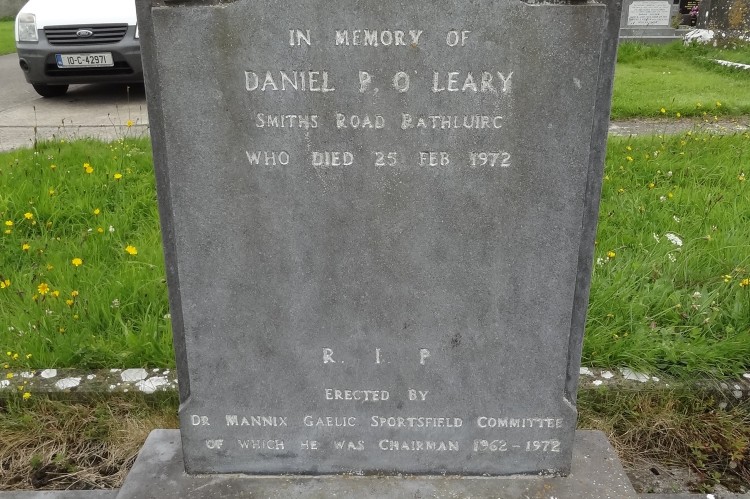 IN MEMORY OF
DANIEL P. O'LEARY
SMITHS ROAD RATHLUIRC
WHO DIED 25 FEB 1972
R. I. P
ERECTED BY
DR MANNIX GAELIC SPORTSFIELD COMMITTEE
OF WHICH HE WAS CHAIRMAN 1962-1972
10-C-42971
Ford